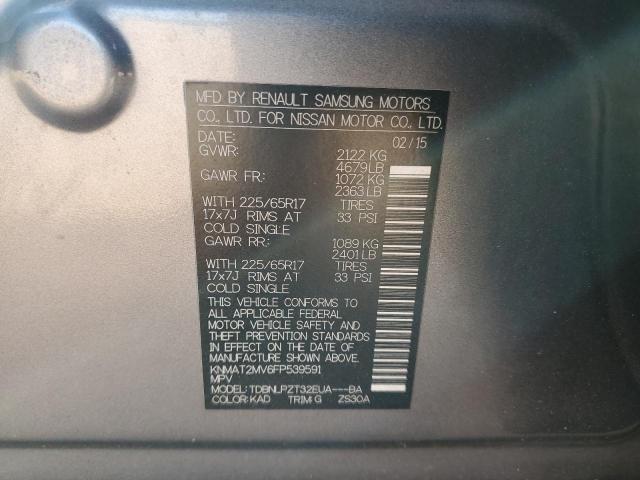 MFD BY RENAULT SAMSUNG MOTORS
CO., LTD. FOR NISSAN MOTOR CO., LTD.
DATE: 02/15
GVWR: 2122 KG
4679 LB
GAWR FR: 1072 KG
2363 LB
WITH 225/65R17 TIRES
17x7J RIMS AT 33 PSI
COLD SINGLE
GAWR RR: 1089 KG
2401 LB
WITH 225/65R17 TIRES
17x7J RIMS AT 33 PSI
COLD SINGLE
THIS VEHICLE CONFORMS TO
ALL APPLICABLE FEDERAL
MOTOR VEHICLE SAFETY AND
THEFT PREVENTION STANDARDS
IN EFFECT ON THE DATE OF
MANUFACTURE SHOWN ABOVE.
KNMAT2MV6FP539591
MPV
MODEL: TDBNLPZT32EUA---BA
COLOR: KAD TRIM: G ZS30A